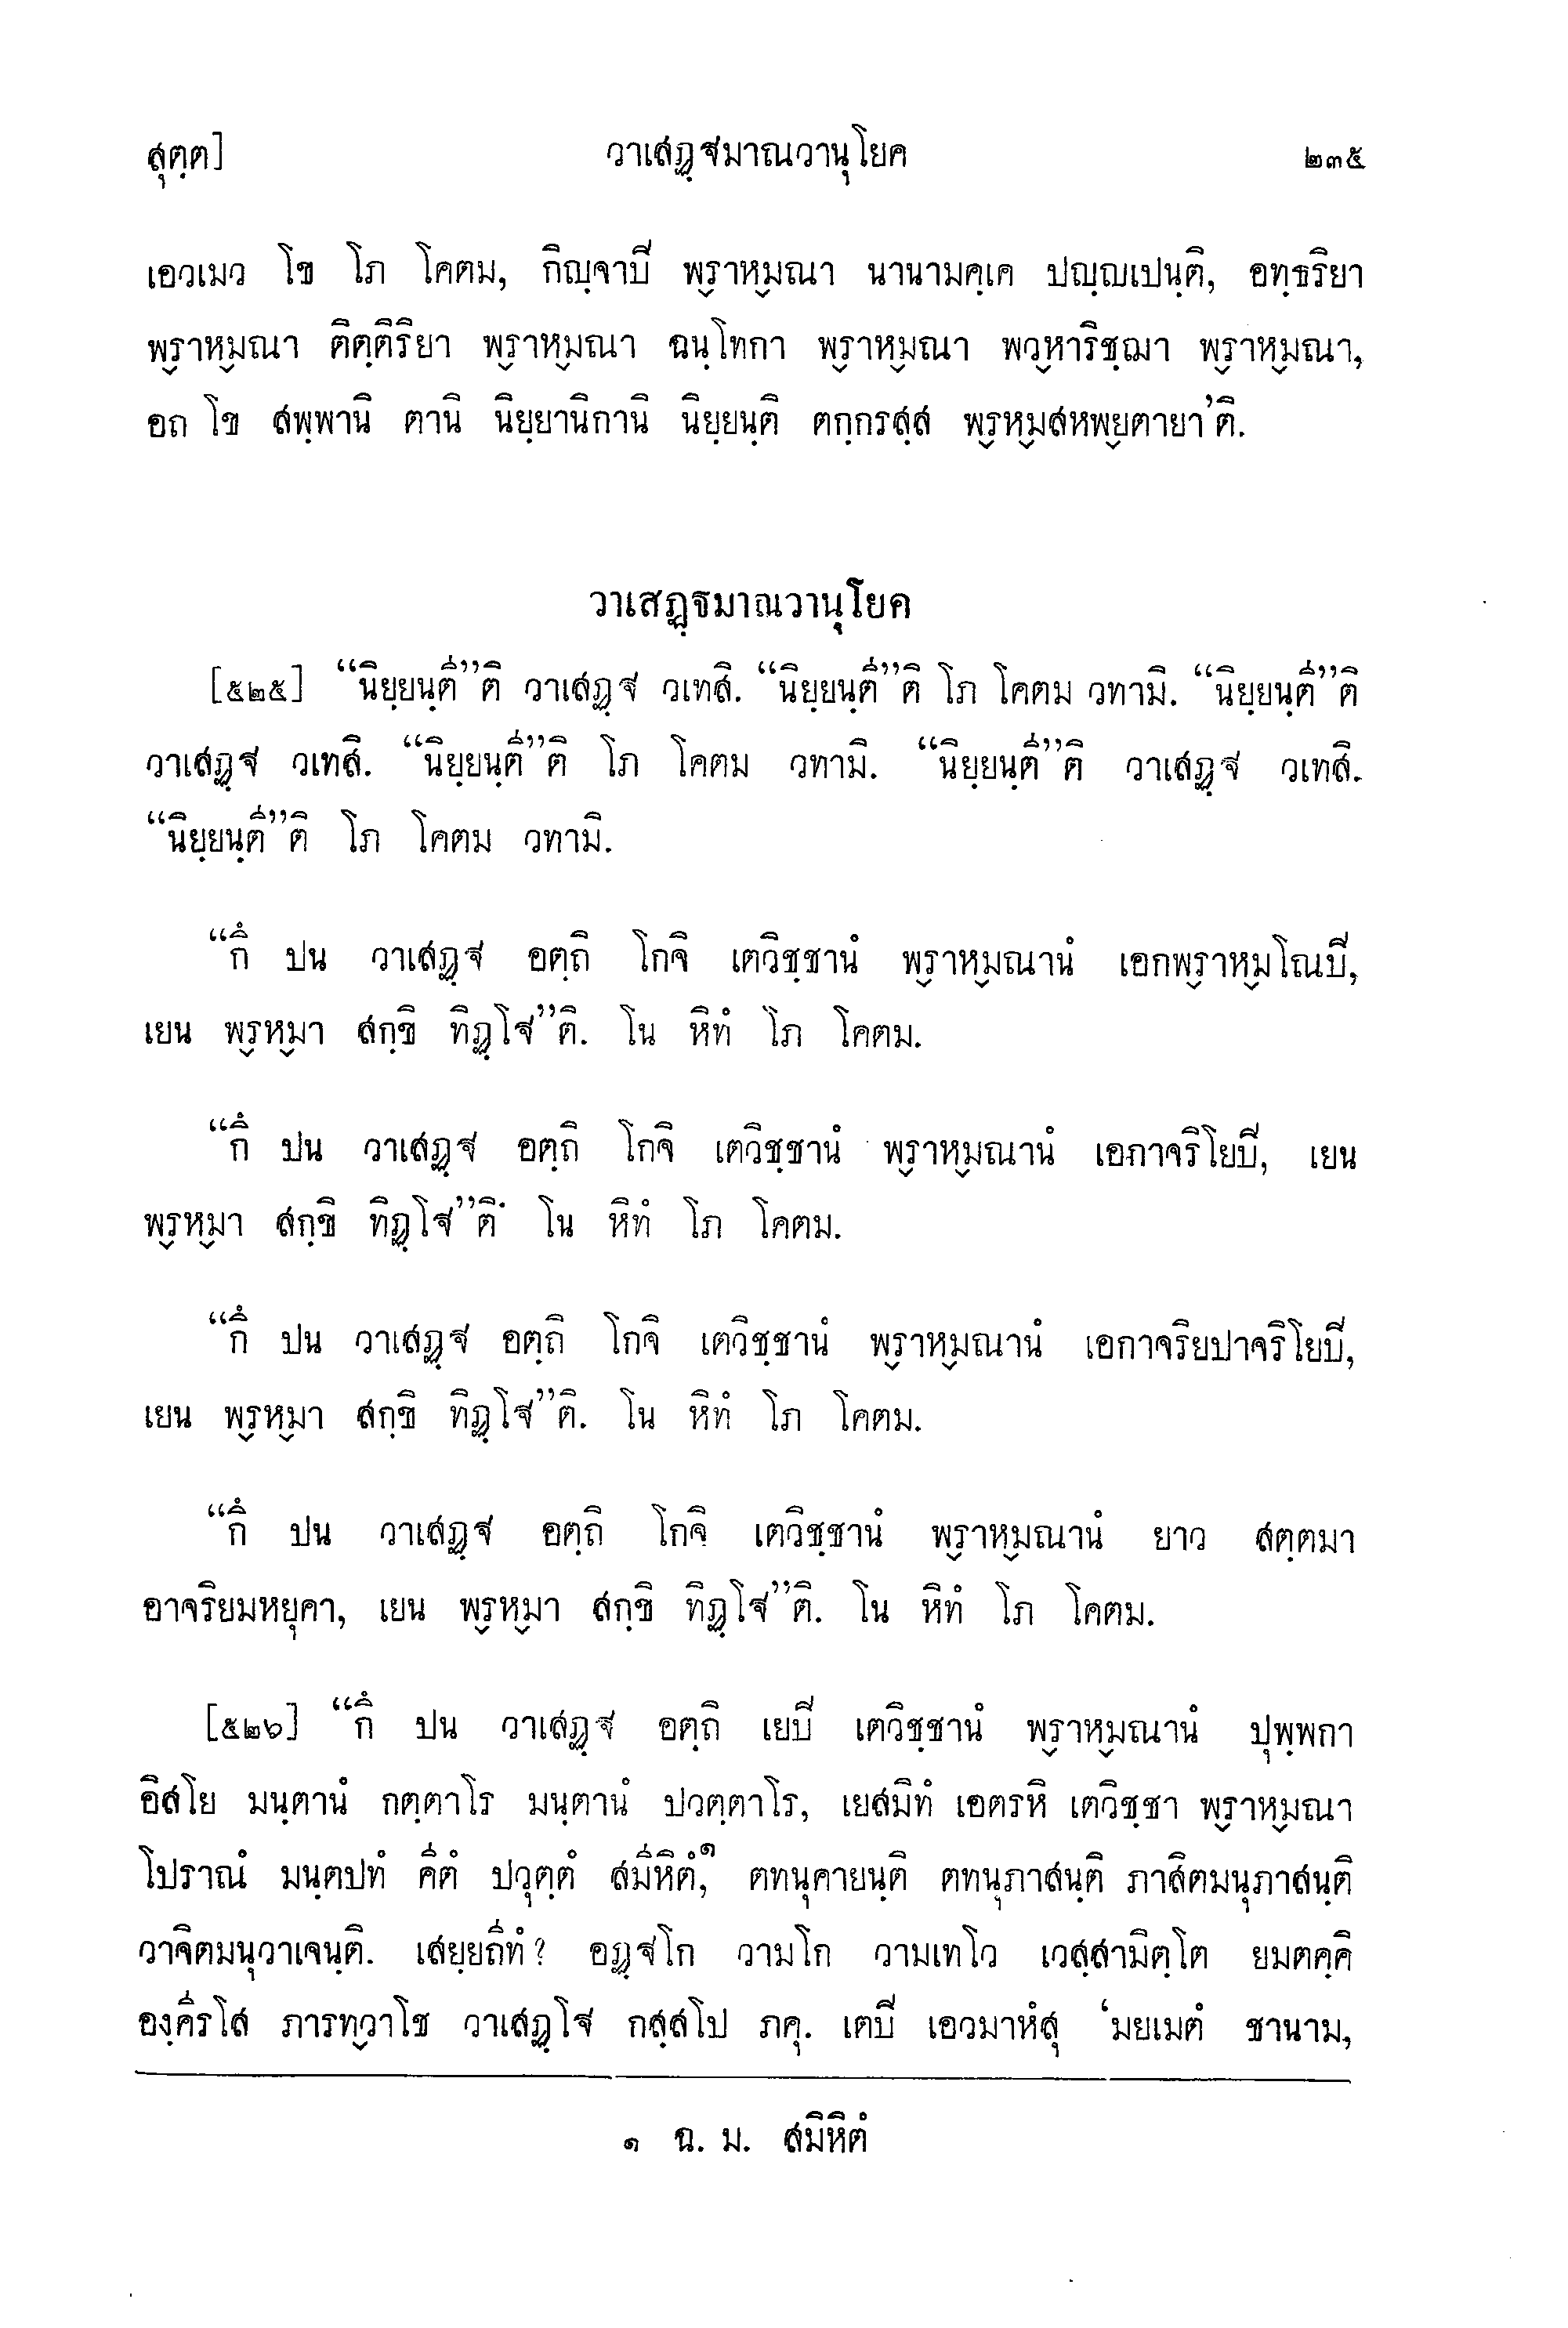 สุตฺต] วาเสฏฺฐมาณวานุโยค ๒๓๕
เอวเมว โข โภ โคตม, กิญฺจาปิ พ๎ราห๎มณา นานามคฺเค ปญฺญเปนฺติ, อทฺธริยา
พ๎ราห๎มณา ติตฺติริยา พ๎ราห๎มณา ฉนฺโทกา พ๎ราห๎มณา พว๎หาริชฺฌา พ๎ราห๎มณา,
อถ โข สพฺพานิ ตานิ นิยฺยานิกานิ นิยฺยนฺติ ตกฺกรสฺส พ๎รห๎มสหพ๎ยตายา’ติ.
วาเสฏฺฐมาณวานุโยค
[๕๒๕] “นิยฺยนฺตี”ติ วาเสฏฺฐ วเทสิ. “นิยฺยนฺตี”ติ โภ โคตม วทามิ. “นิยฺยนฺตี”ติ
วาเสฏฺฐ วเทสิ. “นิยฺยนฺตี”ติ โภ โคตม วทามิ. “นิยฺยนฺตี”ติ วาเสฏฺฐ วเทสิ.
“นิยฺยนฺตี”ติ โภ โคตม วทามิ.
“กึ ปน วาเสฏฺฐ อตฺถิ โกจิ เตวิชฺชานํ พ๎ราห๎มณานํ เอกพ๎ราห๎มโณปิ,
เยน พ๎รห๎มา สกฺขิ ทิฏฺโฐ”ติ. โน หิทํ โภ โคตม.
“กึ ปน วาเสฏฺฐ อตฺถิ โกจิ เตวิชฺชานํ พ๎ราห๎มณานํ เอกาจริโยปิ, เยน
พ๎รห๎มา สกฺขิ ทิฏฺโฐ”ติ. โน หิทํ โภ โคตม.
“กึ ปน วาเสฏฺฐ อตฺถิ โกจิ เตวิชฺชานํ พ๎ราห๎มณานํ เอกาจริยปาจริโยปิ,
เยน พ๎รห๎มา สกฺขิ ทิฏฺโฐ”ติ. โน หิทํ โภ โคตม.
“กึ ปน วาเสฏฺฐ อตฺถิ โกจิ เตวิชฺชานํ พ๎ราห๎มณานํ ยาว สตฺตมา
อาจริยมหยุคา, เยน พ๎รห๎มา สกฺขิ ทิฏฺโฐ”ติ. โน หิทํ โภ โคตม.
[๕๒๖] “กึ ปน วาเสฏฺฐ อตฺถิ เยปิ เตวิชฺชานํ พ๎ราห๎มณานํ ปุพฺพกา
อิสโย มนฺตานํ กตฺตาโร มนฺตานํ ปวตฺตาโร, เยสมิทํ เอตรหิ เตวิชฺชา พ๎ราห๎มณา
โปราณํ มนฺตปทํ คีตํ ปวุตฺตํ สมีหิตํ,๑ ตทนุคายนฺติ ตทนุภาสนฺติ ภาสิตมนุภาสนฺติ
วาจิตมนุวาเจนฺติ. เสยฺยถีทํ? อฏฺฐโก วามโก วามเทโว เวสฺสามิตฺโต ยมตคฺคิ
องฺคีรโส ภารท๎วาโช วาเสฏฺโฐ กสฺสโป ภคุ. เตปิ เอวมาหํสุ ‘มยเมตํ ชานาม,
๑ ฉ. ม. สมิหิตํ